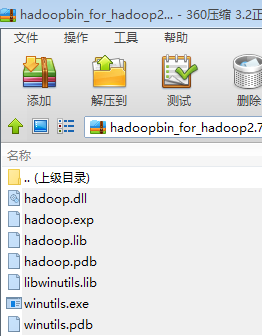 hadoopbin_for_hadoop2... - 360压缩 3.2正
文件 操作 工具 帮助
添加 解压到 测试 删除
hadoopbin_for_hadoop2.7
名称
.. (上级目录)
hadoop.dll
hadoop.exp
hadoop.lib
hadoop.pdb
libwinutils.lib
winutils.exe
winutils.pdb